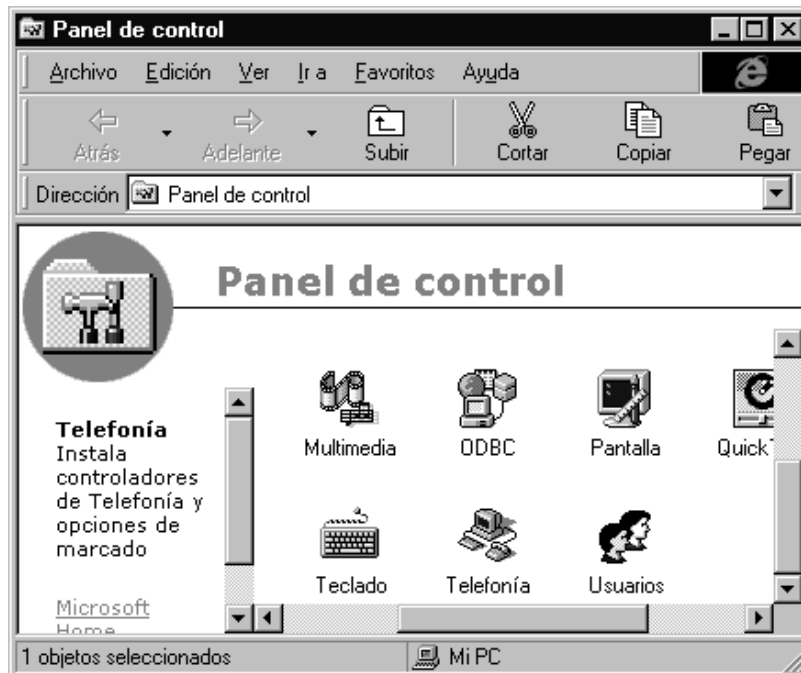 Panel de control
Archivo Edición Ver Ir a Favoritos Ayuda
Atrás Adelante Subir Cortar Copiar Pegar
Dirección Panel de control
Panel de control
Telefonía
Instala
controladores
de Telefonía y
opciones de
marcado
Microsoft
Home
Multimedia ODBC Pantalla
Teclado Telefonía Usuarios
1 objetos seleccionados Mi PC